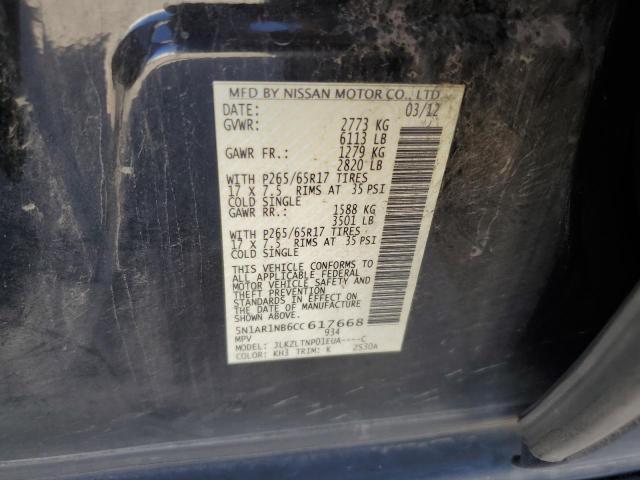 MFD BY NISSAN MOTOR CO., LTD.
DATE: 03/12
GVWR: 2773 KG
6113 LB
GAWR FR.: 1279 KG
2820 LB
WITH P265/65R17 TIRES
17 X 7.5 RIMS AT 35 PSI
COLD SINGLE
GAWR RR.: 1588 KG
3501 LB
WITH P265/65R17 TIRES
17 X 7.5 RIMS AT 35 PSI
COLD SINGLE
THIS VEHICLE CONFORMS TO
ALL APPLICABLE FEDERAL
MOTOR VEHICLE SAFETY AND
THEFT PREVENTION
STANDARDS IN EFFECT ON
THE DATE OF MANUFACTURE
SHOWN ABOVE.
5N1AR1NB6CC617668
MPV 934
MODEL: JLKZLTNP01EUA----C
COLOR: KH3 TRIM: K 2S30A